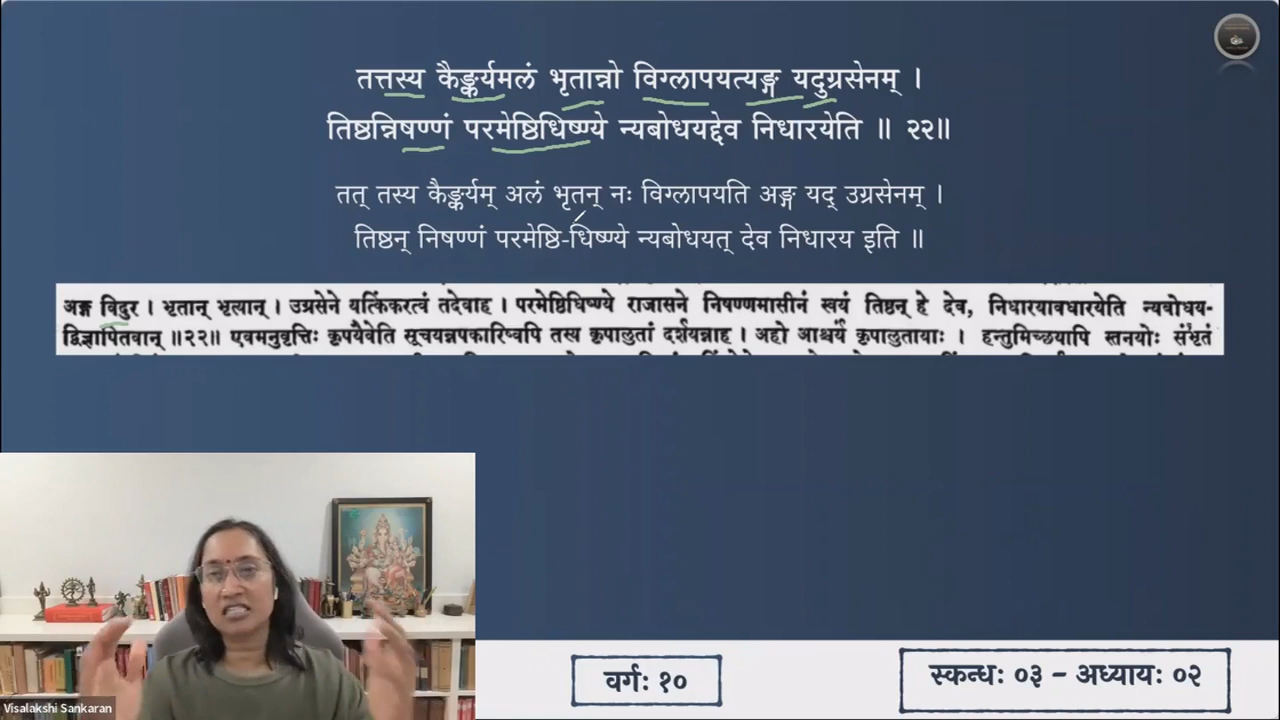 तत्तस्य कैङ्कर्यमलं भृतान्नो विग्लापयत्यङ्ग यदुग्रसेनम् ।
तिष्ठन्निषण्णं परमेष्ठिधिष्ण्ये न्यबोधयद्देव निधारयेति ॥ २२॥
तत् तस्य कैङ्कर्यम् अलं भृतन् नः विग्लापयति अङ्ग यद् उग्रसेनम् ।
तिष्ठन् निषण्णं परमेष्ठि-धिष्ण्ये न्यबोधयत् देव निधारय इति ॥
अङ्ग विदुर । भृतान् भृत्यान् । उग्रसेने यत्किंकरत्वं तदेवाह । परमेष्ठिधिष्ण्ये राजासने निषण्णमासीनं स्वयं तिष्ठन् हे देव, निधारयावधारयेति न्यबोधय-
द्विज्ञापितवान् ॥२२॥ एवमनुवृत्तिः कृपयैवेति सूचयन्नपकारिष्वपि तस्य कृपालुतां दर्शयन्नाह । अहो आश्चर्यं कृपालुतायाः । हन्तुमिच्छयापि स्तनयोः संभृतं
Visalakshi Sankaran
वर्गः १०
स्कन्धः ०३ - अध्यायः ०२